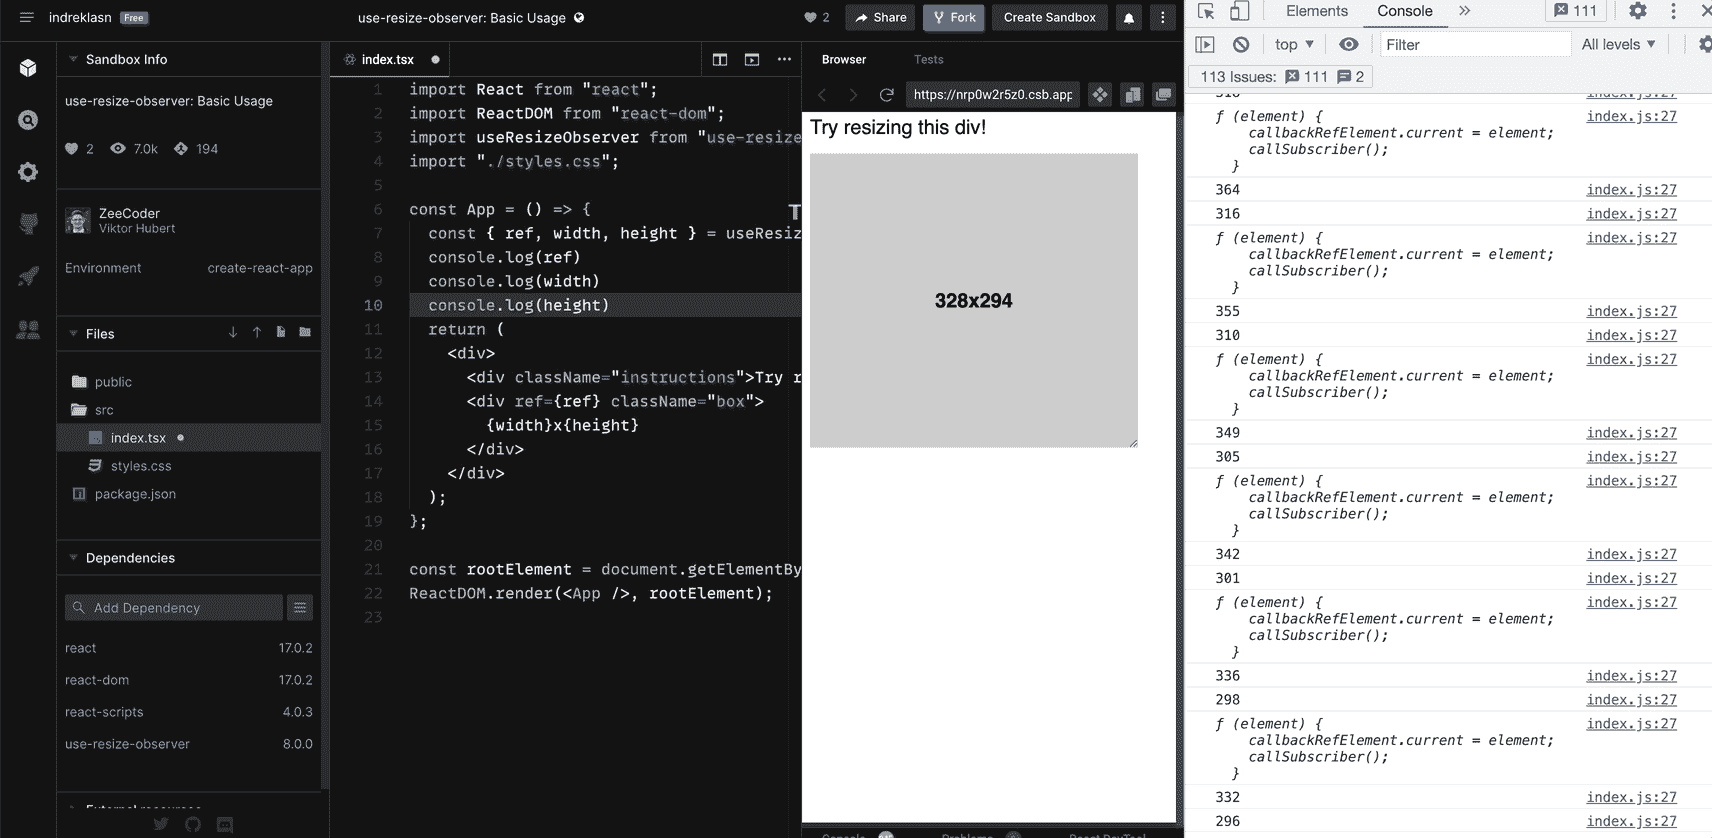 indreklasn Free
use-resize-observer: Basic Usage
2
Share
Fork
Create Sandbox
Sandbox Info
use-resize-observer: Basic Usage
2 7.0k 194
ZeeCoder
Viktor Hubert
Environment create-react-app
Files
public
src
index.tsx
styles.css
package.json
Dependencies
Add Dependency
react 17.0.2
react-dom 17.0.2
react-scripts 4.0.3
use-resize-observer 8.0.0
index.tsx
1 import React from "react";
2 import ReactDOM from "react-dom";
3 import useResizeObserver from "use-resize
4 import "./styles.css";
5
6 const App = () => {
7 const { ref, width, height } = useResiz
8 console.log(ref)
9 console.log(width)
10 console.log(height)
11 return (
12 <div>
13 <div className="instructions">Try r
14 <div ref={ref} className="box">
15 {width}x{height}
16 </div>
17 </div>
18 );
19 };
20
21 const rootElement = document.getElementBy
22 ReactDOM.render(<App />, rootElement);
23
Browser Tests
https://nrp0w2r5z0.csb.app
Try resizing this div!
328x294
Elements Console » 111
top Filter All levels
113 Issues: 111 2
310 index.js:27
ƒ (element) { index.js:27
callbackRefElement.current = element;
callSubscriber();
}
364 index.js:27
316 index.js:27
ƒ (element) { index.js:27
callbackRefElement.current = element;
callSubscriber();
}
355 index.js:27
310 index.js:27
ƒ (element) { index.js:27
callbackRefElement.current = element;
callSubscriber();
}
349 index.js:27
305 index.js:27
ƒ (element) { index.js:27
callbackRefElement.current = element;
callSubscriber();
}
342 index.js:27
301 index.js:27
ƒ (element) { index.js:27
callbackRefElement.current = element;
callSubscriber();
}
336 index.js:27
298 index.js:27
ƒ (element) { index.js:27
callbackRefElement.current = element;
callSubscriber();
}
332 index.js:27
296 index.js:27